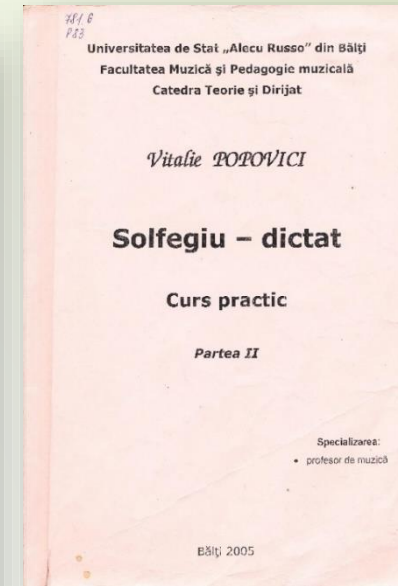 781.6
P83
Universitatea de Stat „Alecu Russo” din Bălţi
Facultatea Muzică şi Pedagogie muzicală
Catedra Teorie şi Dirijat
Vitalie POPOVICI
Solfegiu – dictat
Curs practic
Partea II
Specializarea:
• profesor de muzică
Bălţi 2005